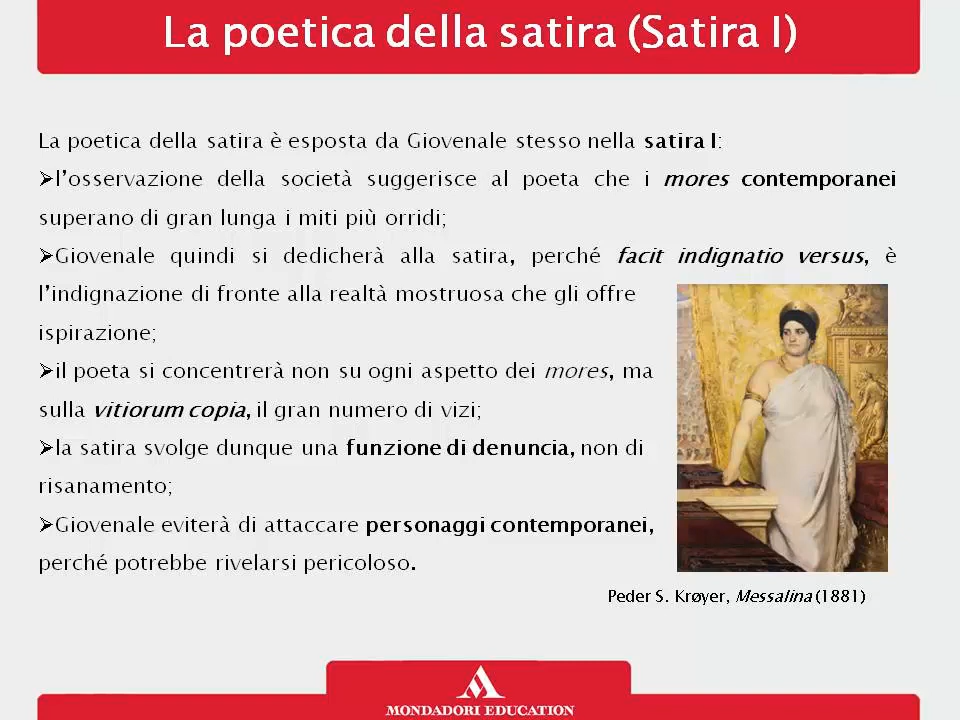 La poetica della satira (Satira I)
La poetica della satira è esposta da Giovenale stesso nella satira I:
➢l'osservazione della società suggerisce al poeta che i mores contemporanei
superano di gran lunga i miti più orridi;
➢Giovenale quindi si dedicherà alla satira, perché facit indignatio versus, è
l'indignazione di fronte alla realtà mostruosa che gli offre
ispirazione;
➢il poeta si concentrerà non su ogni aspetto dei mores, ma
sulla vitiorum copia, il gran numero di vizi;
➢la satira svolge dunque una funzione di denuncia, non di
risanamento;
➢Giovenale eviterà di attaccare personaggi contemporanei,
perché potrebbe rivelarsi pericoloso.
Peder S. Krøyer, Messalina (1881)
MONDADORI EDUCATION